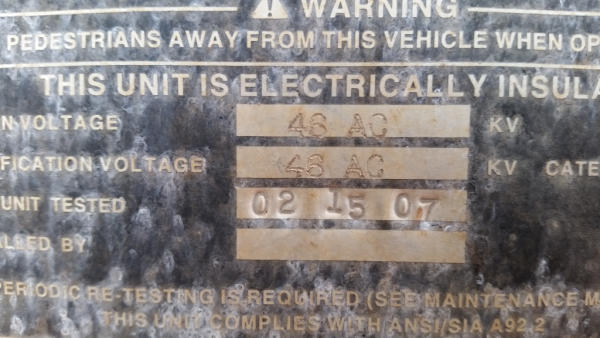 WARNING
PEDESTRIANS AWAY FROM THIS VEHICLE WHEN OP
THIS UNIT IS ELECTRICALLY INSULA
N VOLTAGE 46 AC KV
FICATION VOLTAGE 46 AC KV CATE
UNIT TESTED 02 15 07
ALLED BY
PERIODIC RE-TESTING IS REQUIRED (SEE MAINTENANCE M
THIS UNIT COMPLIES WITH ANSI/SIA A92.2